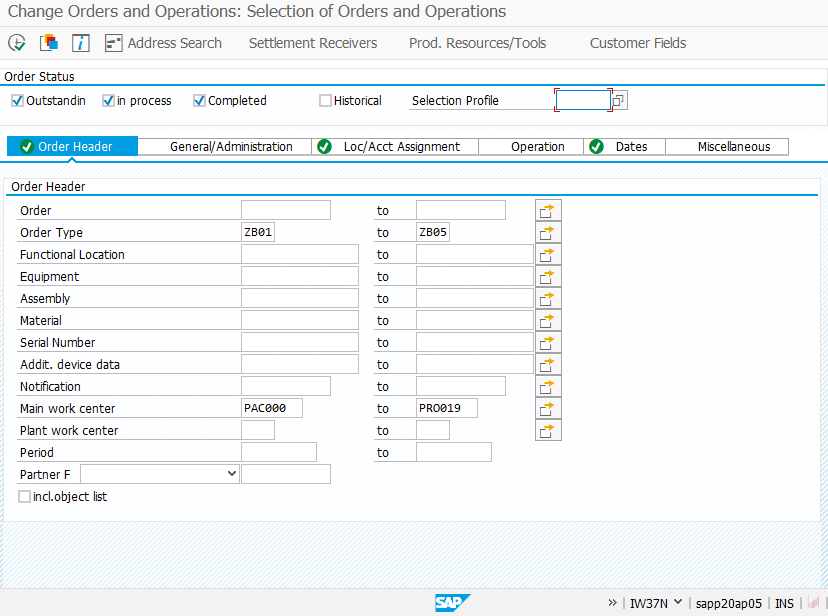 Change Orders and Operations: Selection of Orders and Operations
Address Search Settlement Receivers Prod. Resources/Tools Customer Fields
Order Status
Outstandin in process Completed Historical Selection Profile
Order Header General/Administration Loc/Acct Assignment Operation Dates Miscellaneous
Order Header
Order to
Order Type ZB01 to ZB05
Functional Location to
Equipment to
Assembly to
Material to
Serial Number to
Addit. device data to
Notification to
Main work center PAC000 to PRO019
Plant work center to
Period to
Partner F
incl.object list
SAP » IW37N sapp20ap05 INS